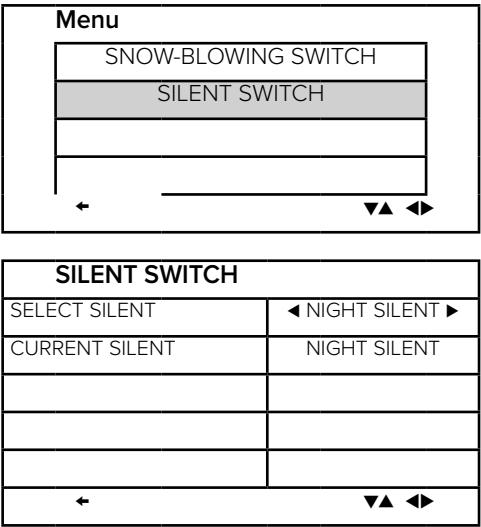 Menu
SNOW-BLOWING SWITCH
SILENT SWITCH
← ▼▲ ◀▶
SILENT SWITCH
SELECT SILENT ◀ NIGHT SILENT ▶
CURRENT SILENT NIGHT SILENT
← ▼▲ ◀▶